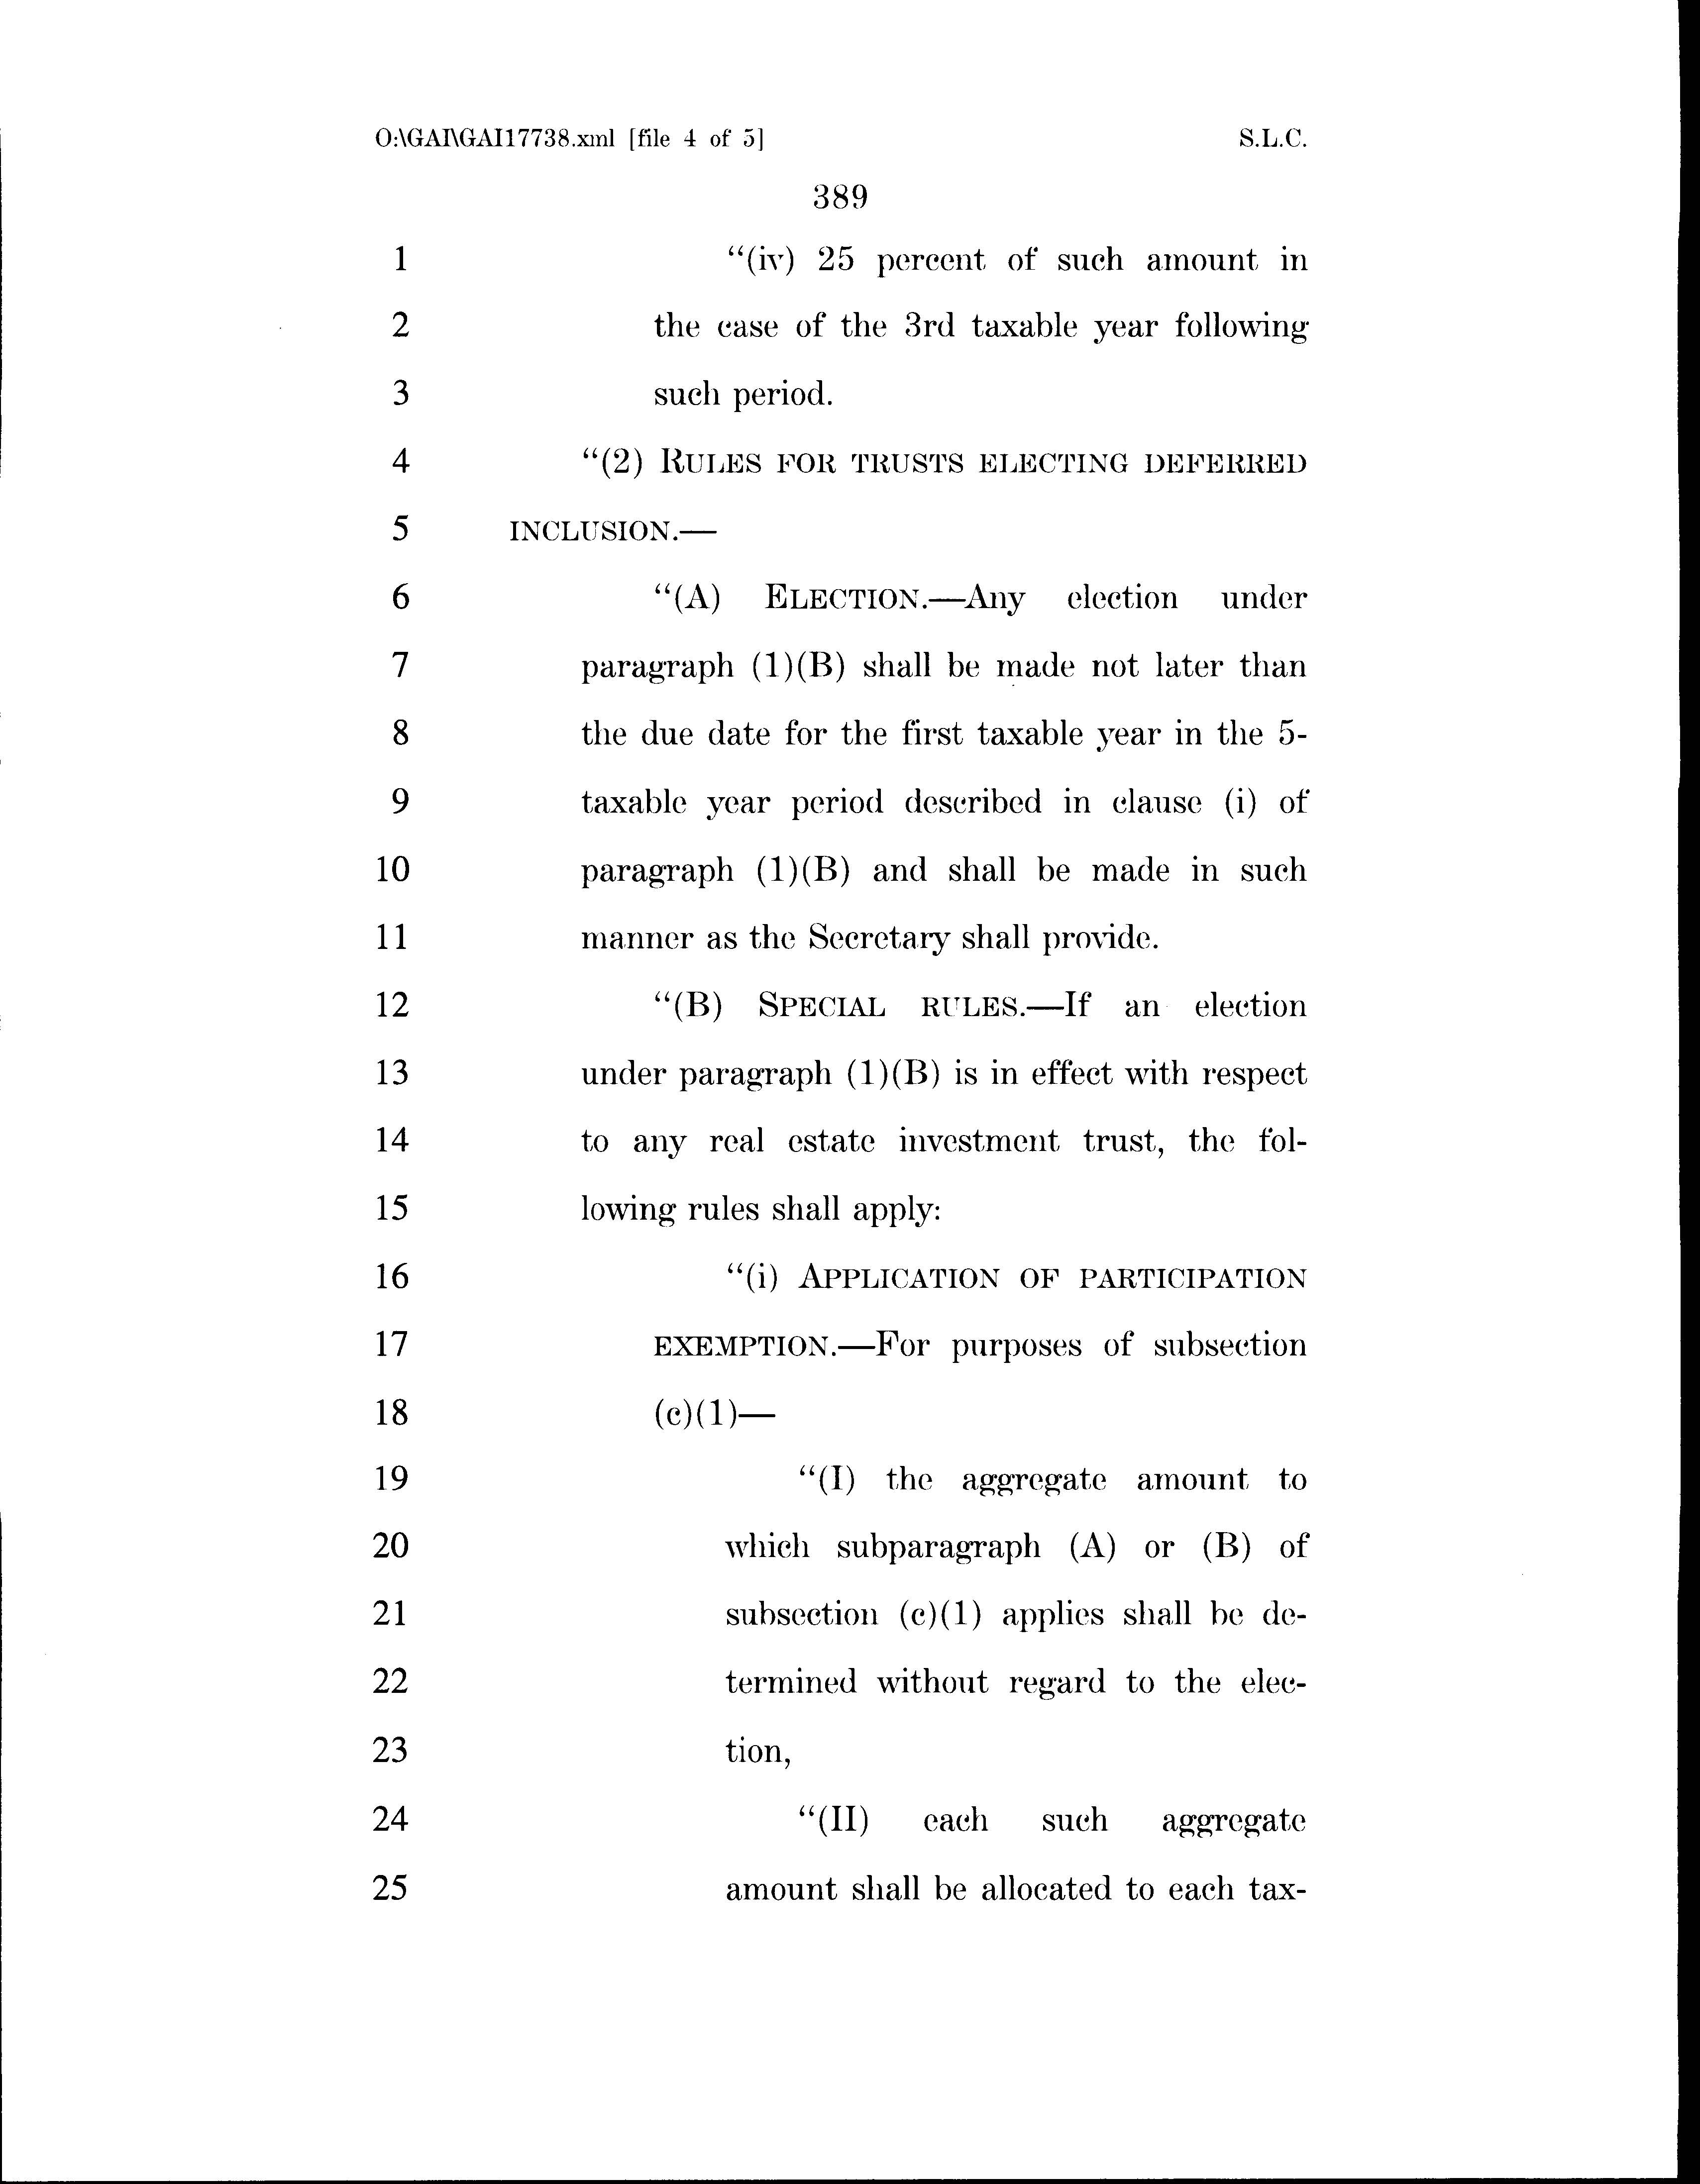 O:\GAI\GAI17738.xml [file 4 of 5] S.L.C.
389
1 “(iv) 25 percent of such amount in
2 the case of the 3rd taxable year following
3 such period.
4 “(2) RULES FOR TRUSTS ELECTING DEFERRED
5 INCLUSION.—
6 “(A) ELECTION.—Any election under
7 paragraph (1)(B) shall be made not later than
8 the due date for the first taxable year in the 5-
9 taxable year period described in clause (i) of
10 paragraph (1)(B) and shall be made in such
11 manner as the Secretary shall provide.
12 “(B) SPECIAL RULES.—If an election
13 under paragraph (1)(B) is in effect with respect
14 to any real estate investment trust, the fol-
15 lowing rules shall apply:
16 “(i) APPLICATION OF PARTICIPATION
17 EXEMPTION.—For purposes of subsection
18 (c)(1)—
19 “(I) the aggregate amount to
20 which subparagraph (A) or (B) of
21 subsection (c)(1) applies shall be de-
22 termined without regard to the elec-
23 tion,
24 “(II) each such aggregate
25 amount shall be allocated to each tax-